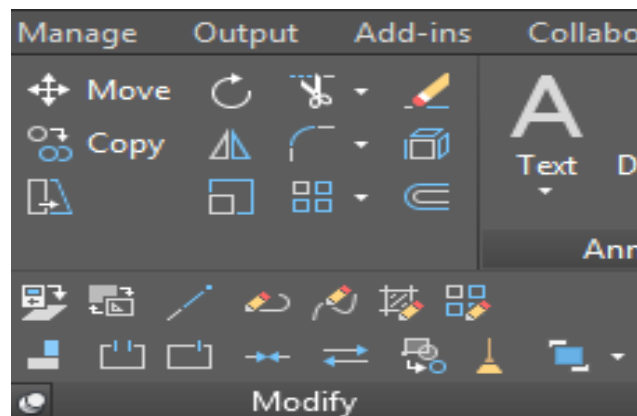 Manage Output Add-ins Collabo
Move
Copy
Text D
Ann
Modify